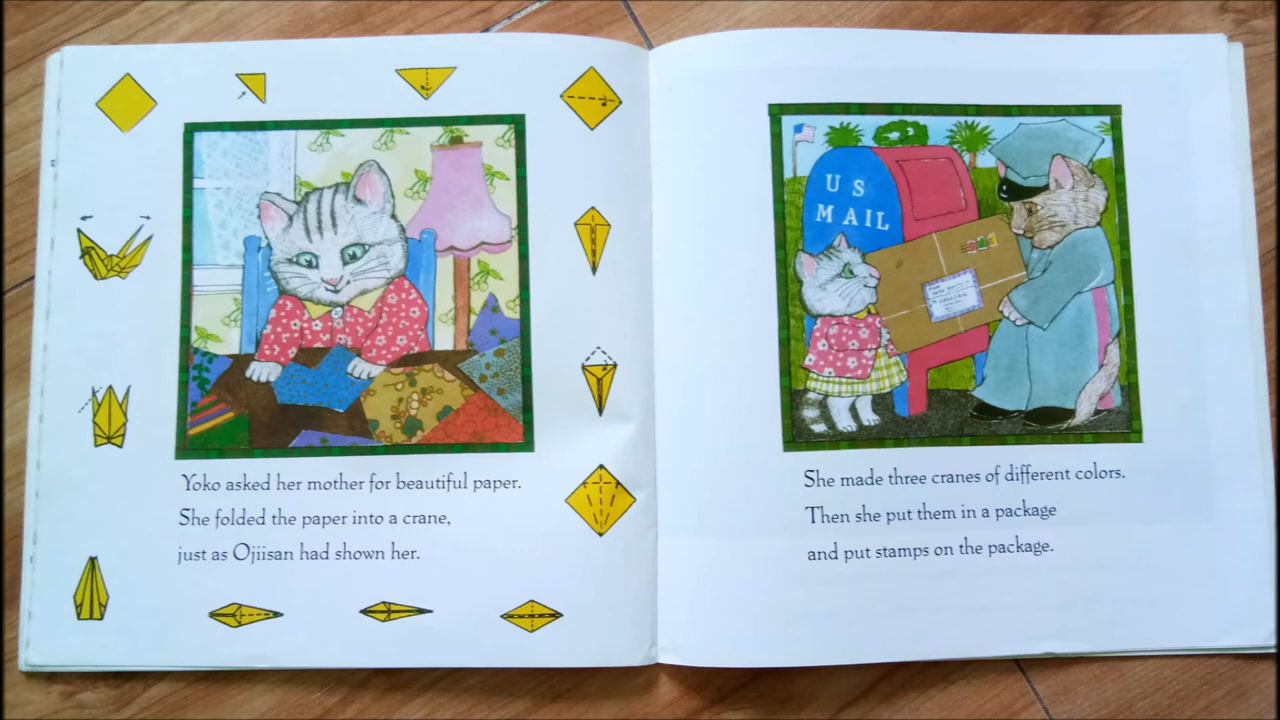 Yoko asked her mother for beautiful paper.
She folded the paper into a crane,
just as Ojiisan had shown her.
US
MAIL
She made three cranes of different colors.
Then she put them in a package
and put stamps on the package.